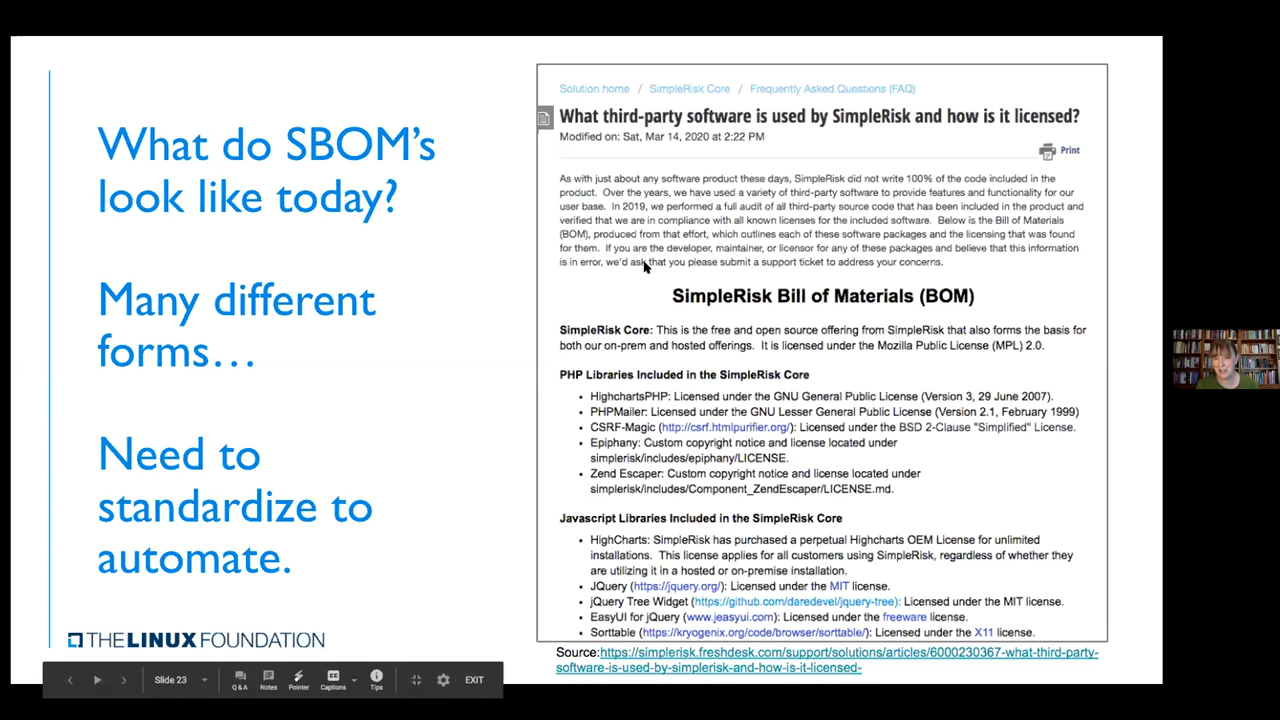 What do SBOM's
look like today?
Many different
forms…
Need to
standardize to
automate.
THE LINUX FOUNDATION
Solution home / SimpleRisk Core / Frequently Asked Questions (FAQ)
What third-party software is used by SimpleRisk and how is it licensed?
Modified on: Sat, Mar 14, 2020 at 2:22 PM
Print
As with just about any software product these days, SimpleRisk did not write 100% of the code included in the
product. Over the years, we have used a variety of third-party software to provide features and functionality for our
user base. In 2019, we performed a full audit of all third-party source code that has been included in the product and
verified that we are in compliance with all known licenses for the included software. Below is the Bill of Materials
(BOM), produced from that effort, which outlines each of these software packages and the licensing that was found
for them. If you are the developer, maintainer, or licensor for any of these packages and believe that this information
is in error, we'd ask that you please submit a support ticket to address your concerns.
SimpleRisk Bill of Materials (BOM)
SimpleRisk Core: This is the free and open source offering from SimpleRisk that also forms the basis for
both our on-prem and hosted offerings. It is licensed under the Mozilla Public License (MPL) 2.0.
PHP Libraries Included in the SimpleRisk Core
• HighchartsPHP: Licensed under the GNU General Public License (Version 3, 29 June 2007).
• PHPMailer: Licensed under the GNU Lesser General Public License (Version 2.1, February 1999)
• CSRF-Magic (http://csrf.htmlpurifier.org/): Licensed under the BSD 2-Clause "Simplified" License.
• Epiphany: Custom copyright notice and license located under
simplerisk/includes/epiphany/LICENSE.
• Zend Escaper: Custom copyright notice and license located under
simplerisk/includes/Component_ZendEscaper/LICENSE.md.
Javascript Libraries Included in the SimpleRisk Core
• HighCharts: SimpleRisk has purchased a perpetual Highcharts OEM License for unlimited
installations. This license applies for all customers using SimpleRisk, regardless of whether they
are utilizing it in a hosted or on-premise installation.
• JQuery (https://jquery.org/): Licensed under the MIT license.
• jQuery Tree Widget (https://github.com/daredevel/jquery-tree): Licensed under the MIT license.
• EasyUI for jQuery (www.jeasyui.com): Licensed under the freeware license.
• Sorttable (https://kryogenix.org/code/browser/sorttable/): Licensed under the X11 license.
Source:https://simplerisk.freshdesk.com/support/solutions/articles/6000230367-what-third-party-
software-is-used-by-simplerisk-and-how-is-it-licensed-
Slide 23
Q & A
Notes
Pointer
Captions
Tips
EXIT